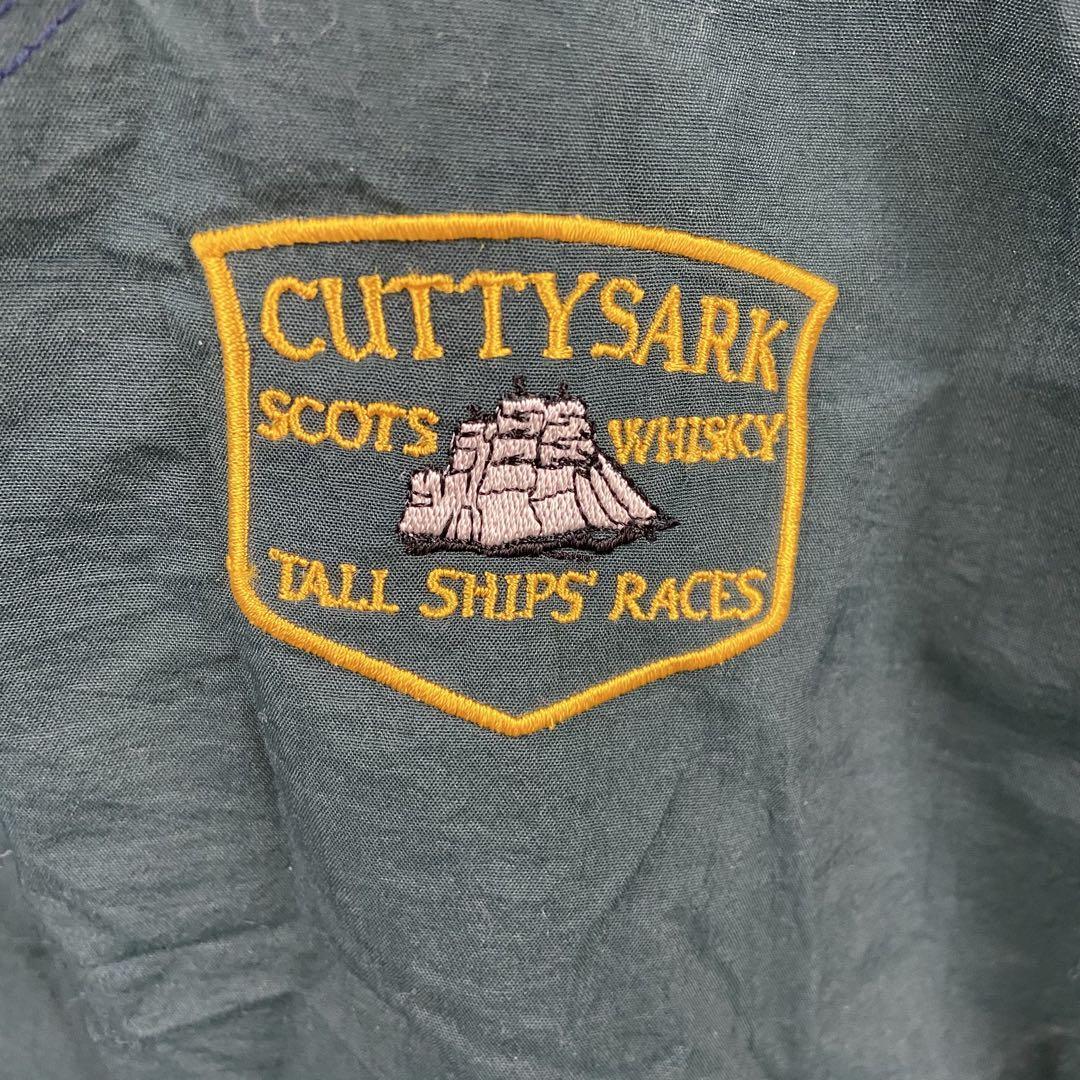 CUTTY SARK
SCOTS WHISKY
TALL SHIPS' RACES